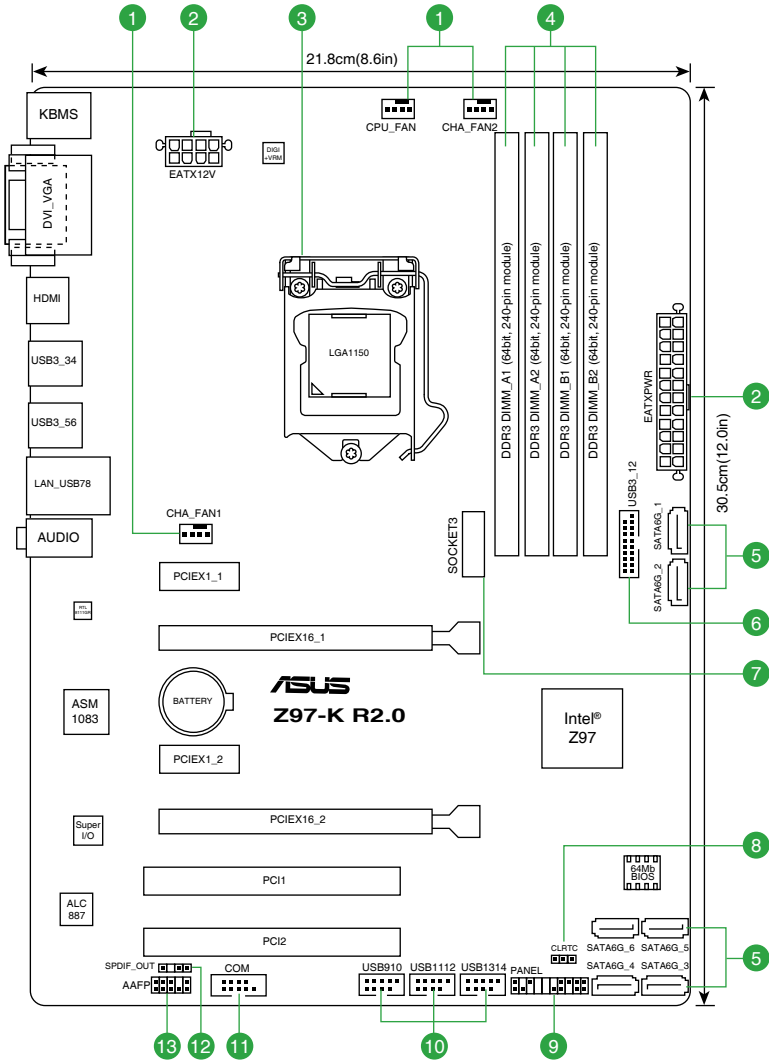 1
2
3
1
4
21.8cm(8.6in)
KBMS
CPU_FAN
CHA_FAN2
EATX12V
DIGI
+VRM
DVI_VGA
HDMI
USB3_34
USB3_56
LAN_USB78
AUDIO
LGA1150
DDR3 DIMM_A1 (64bit, 240-pin module)
DDR3 DIMM_A2 (64bit, 240-pin module)
DDR3 DIMM_B1 (64bit, 240-pin module)
DDR3 DIMM_B2 (64bit, 240-pin module)
EATXPWR
2
30.5cm(12.0in)
1
CHA_FAN1
SOCKET3
USB3_12
SATA6G_1
SATA6G_2
5
6
7
PCIEX1_1
RTL
PCIEX16_1
ASM
1083
BATTERY
ASUS
Z97-K R2.0
Intel®
Z97
PCIEX1_2
Super
I/O
PCIEX16_2
8
64Mb
BIOS
ALC
887
PCI1
PCI2
CLRTC
SATA6G_6
SATA6G_5
SATA6G_4
SATA6G_3
5
SPDIF_OUT
AAFP
COM
USB910
USB1112
USB1314
PANEL
13
12
11
10
9